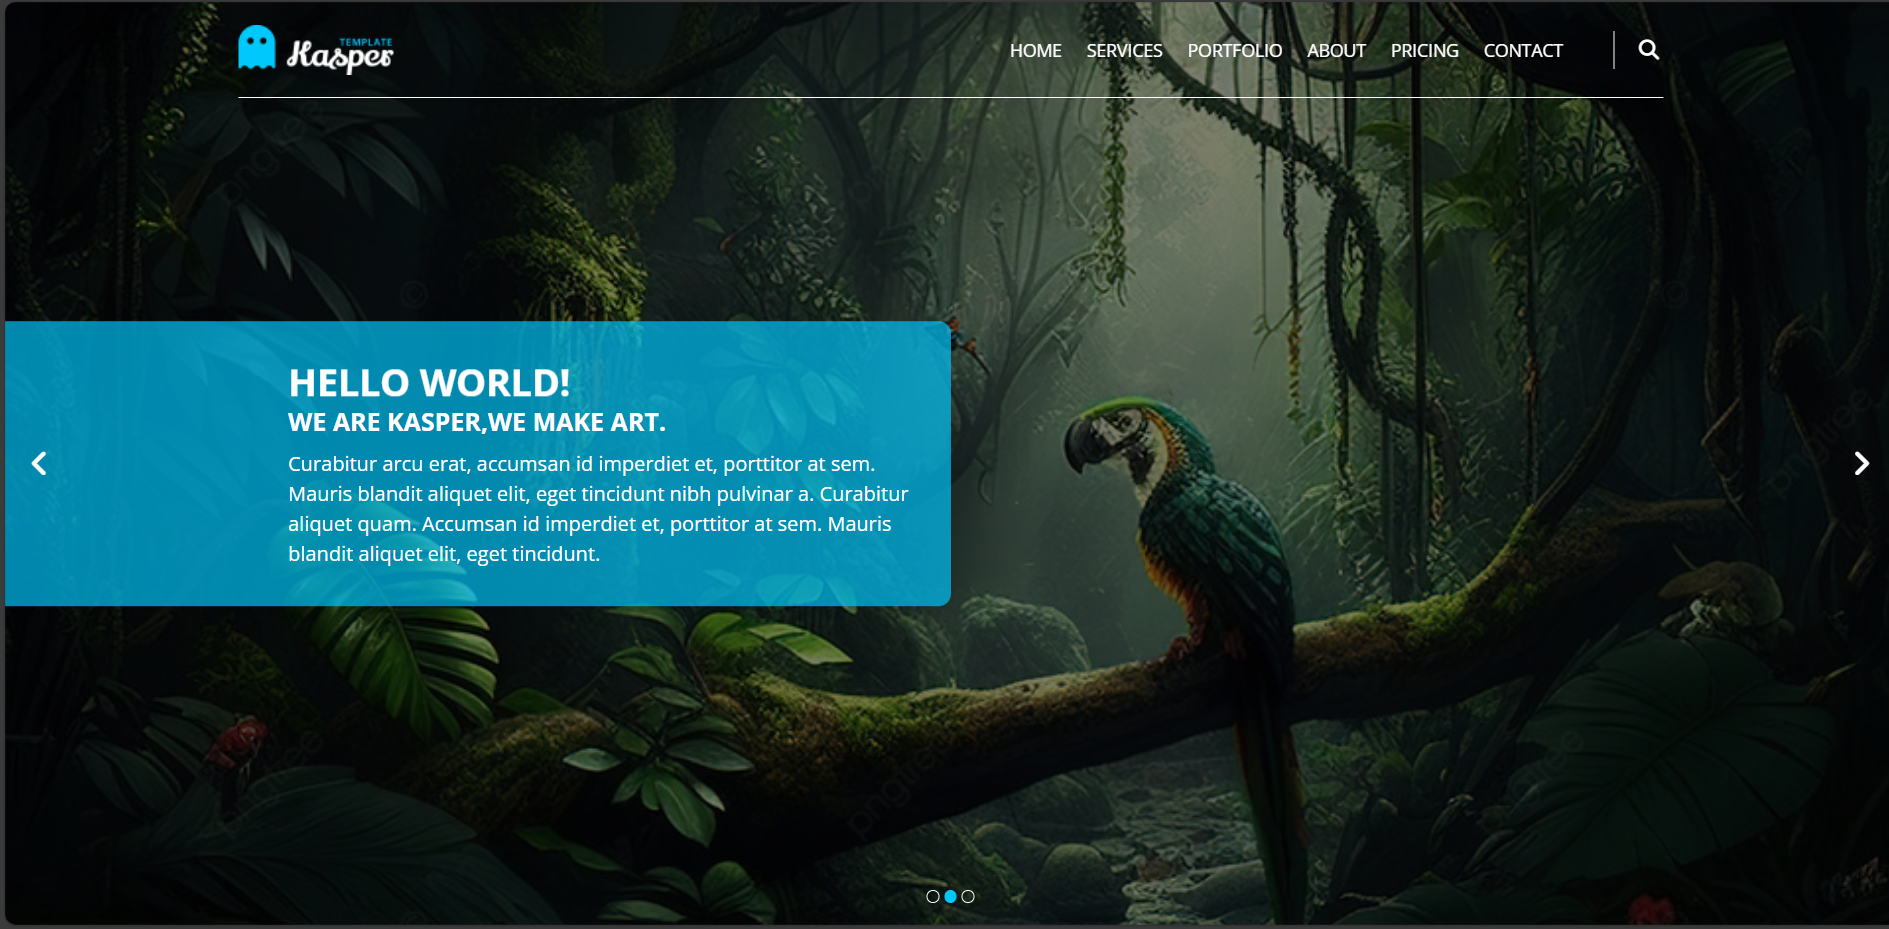 TEMPLATE
Kasper
HOME SERVICES PORTFOLIO ABOUT PRICING CONTACT
HELLO WORLD!
WE ARE KASPER,WE MAKE ART.
Curabitur arcu erat, accumsan id imperdiet et, porttitor at sem.
Mauris blandit aliquet elit, eget tincidunt nibh pulvinar a. Curabitur
aliquet quam. Accumsan id imperdiet et, porttitor at sem. Mauris
blandit aliquet elit, eget tincidunt.
pngtree